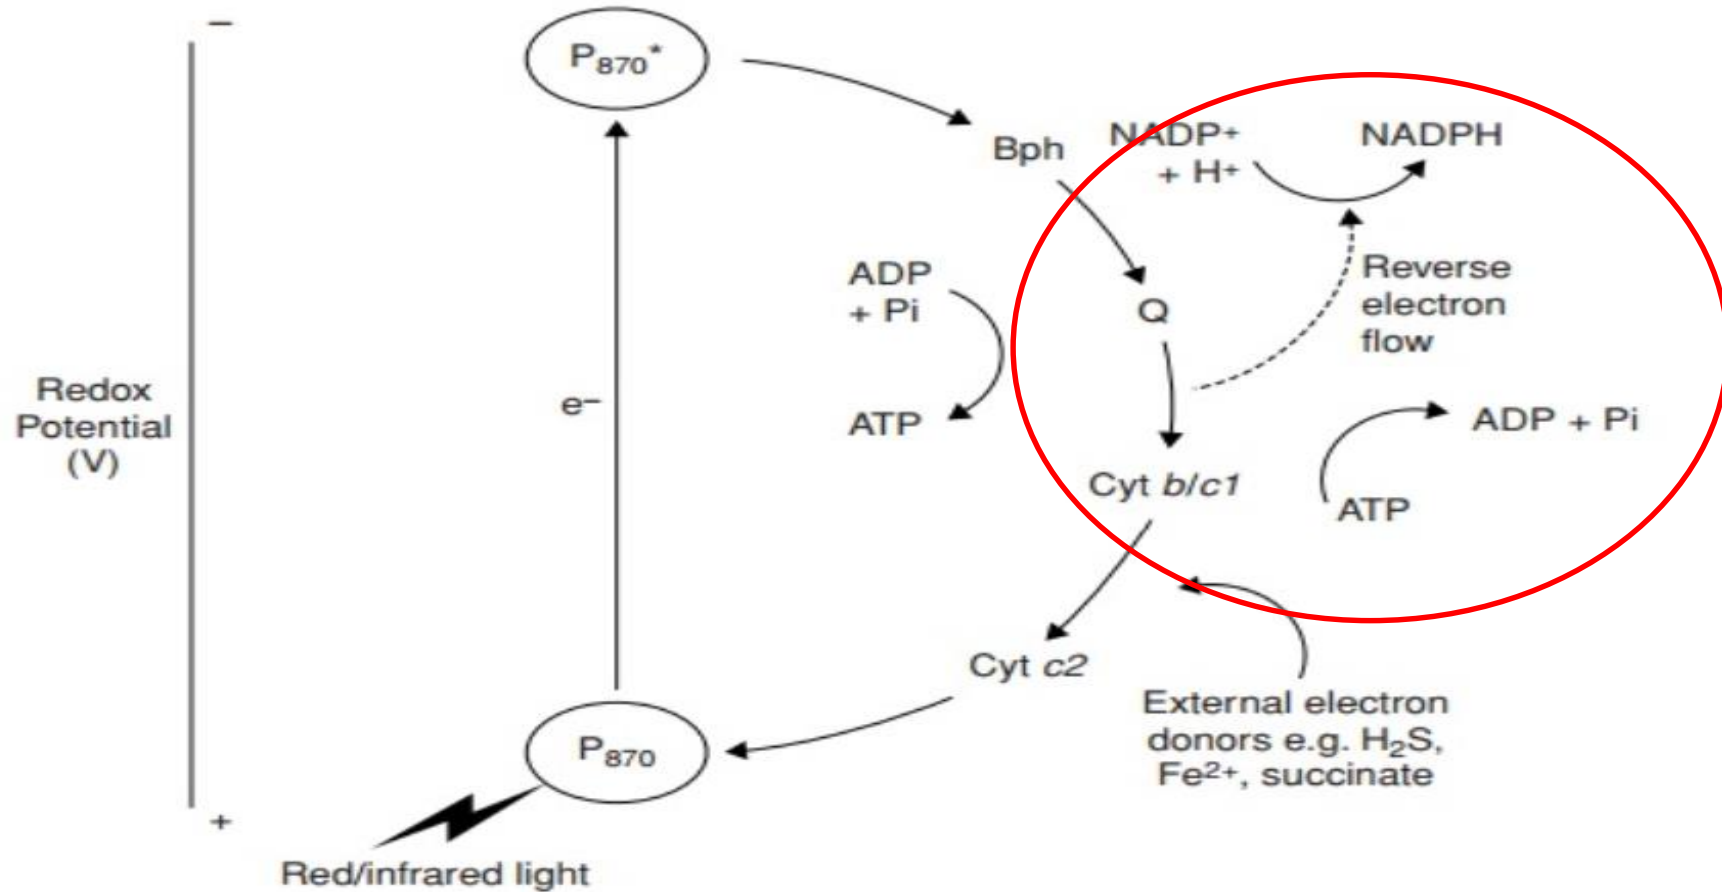 −
P₈₇₀*
Bph
NADP⁺
+ H⁺
NADPH
Reverse
electron
flow
ADP
+ Pi
ATP
Q
Redox
Potential
(V)
e⁻
ADP + Pi
ATP
Cyt b/c1
Cyt c2
External electron
donors e.g. H₂S,
Fe²⁺, succinate
P₈₇₀
+
Red/infrared light